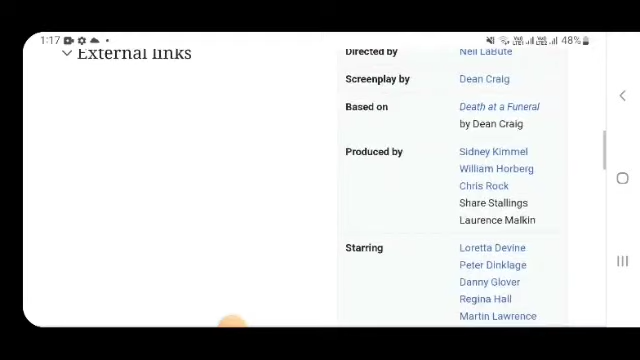 1:17 48%
External links
Directed by Neil LaBute
Screenplay by Dean Craig
Based on Death at a Funeral
by Dean Craig
Produced by Sidney Kimmel
William Horberg
Chris Rock
Share Stallings
Laurence Malkin
Starring Loretta Devine
Peter Dinklage
Danny Glover
Regina Hall
Martin Lawrence